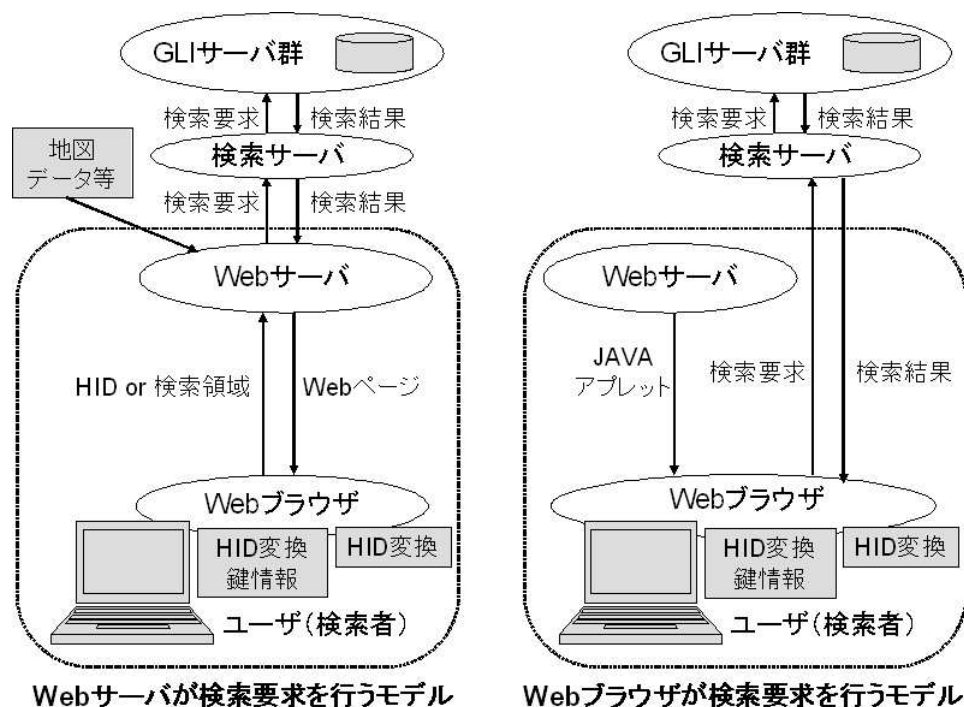 GLIサーバ群
検索要求
検索結果
検索サーバ
地図
データ等
検索要求
検索結果
Webサーバ
HID or 検索領域
Webページ
Webブラウザ
HID変換
鍵情報
HID変換
ユーザ(検索者)
Webサーバが検索要求を行うモデル
GLIサーバ群
検索要求
検索結果
検索サーバ
Webサーバ
JAVA
アプレット
検索要求
検索結果
Webブラウザ
HID変換
鍵情報
HID変換
ユーザ(検索者)
Webブラウザが検索要求を行うモデル